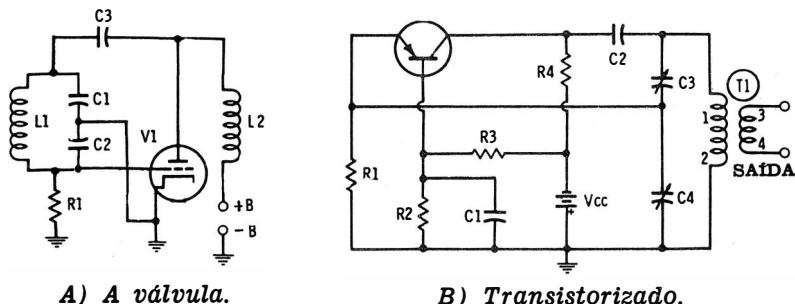 C3
C1
L1
C2
V1
L2
R1
+B
-B
A) A válvula.
R4
C2
C3
T1
1
2
3
4
SAÍDA
R3
R1
R2
C1
Vcc
+
C4
B) Transistorizado.